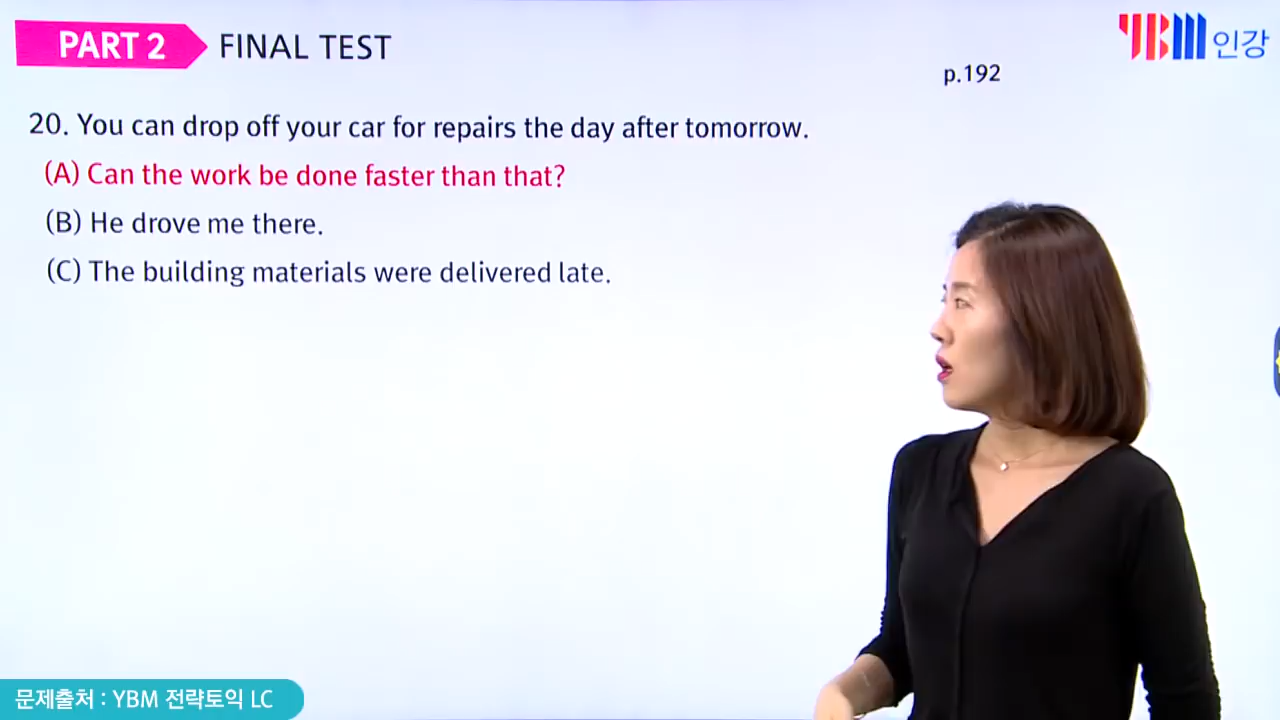 PART 2 FINAL TEST
YBM 인강
p.192
20. You can drop off your car for repairs the day after tomorrow.
(A) Can the work be done faster than that?
(B) He drove me there.
(C) The building materials were delivered late.
문제출처 : YBM 전략토익 LC